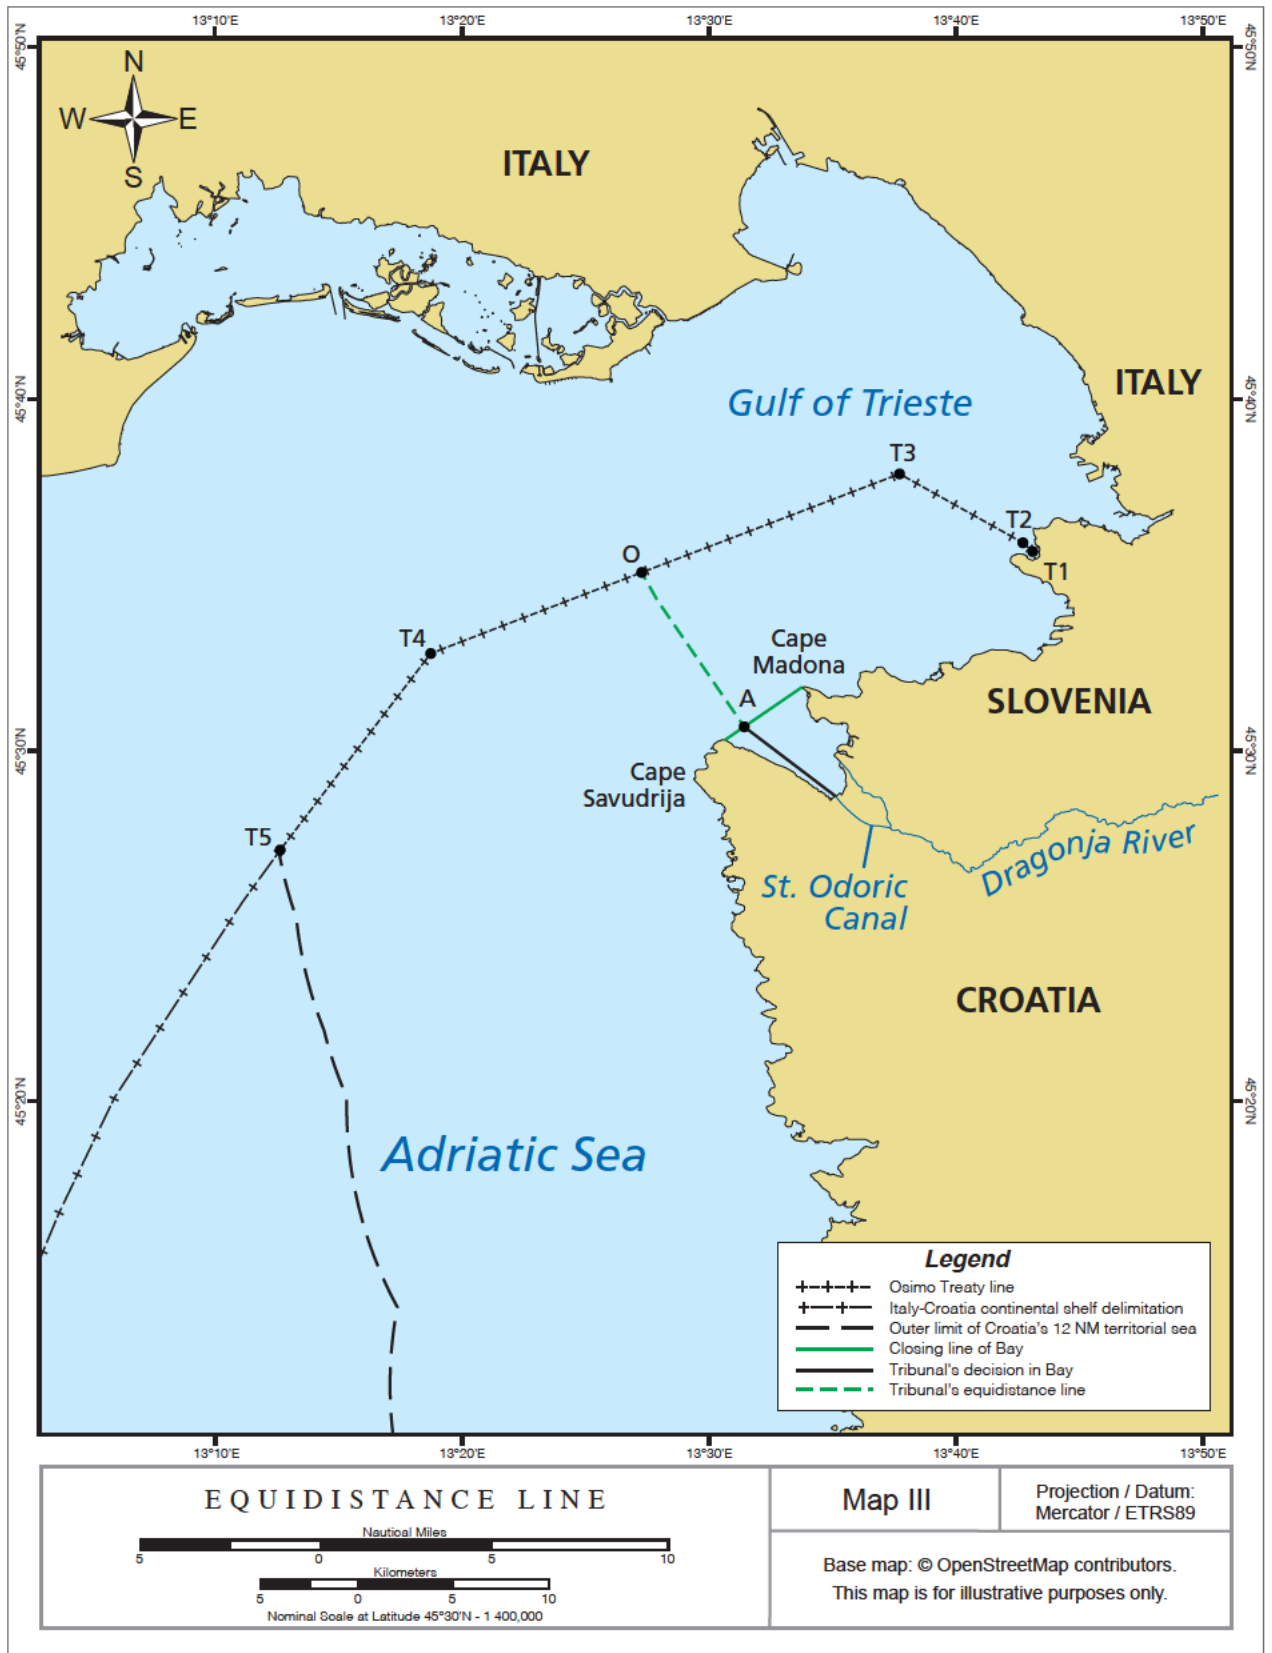 13°10'E 13°20'E 13°30'E 13°40'E 13°50'E
45°50'N 45°50'N
N
W E
S
ITALY
45°40'N 45°40'N
ITALY
Gulf of Trieste
T3
T2
T1
O
T4
Cape
Madona
A
SLOVENIA
45°30'N 45°30'N
Cape
Savudrija
T5
Dragonja River
St. Odoric
Canal
CROATIA
45°20'N 45°20'N
Adriatic Sea
Legend
Osimo Treaty line
Italy-Croatia continental shelf delimitation
Outer limit of Croatia's 12 NM territorial sea
Closing line of Bay
Tribunal's decision in Bay
Tribunal's equidistance line
13°10'E 13°20'E 13°30'E 13°40'E 13°50'E
EQUIDISTANCE LINE
Nautical Miles
5 0 5 10
Kilometers
5 0 5 10
Nominal Scale at Latitude 45°30'N - 1 400,000
Map III
Projection / Datum:
Mercator / ETRS89
Base map: © OpenStreetMap contributors.
This map is for illustrative purposes only.